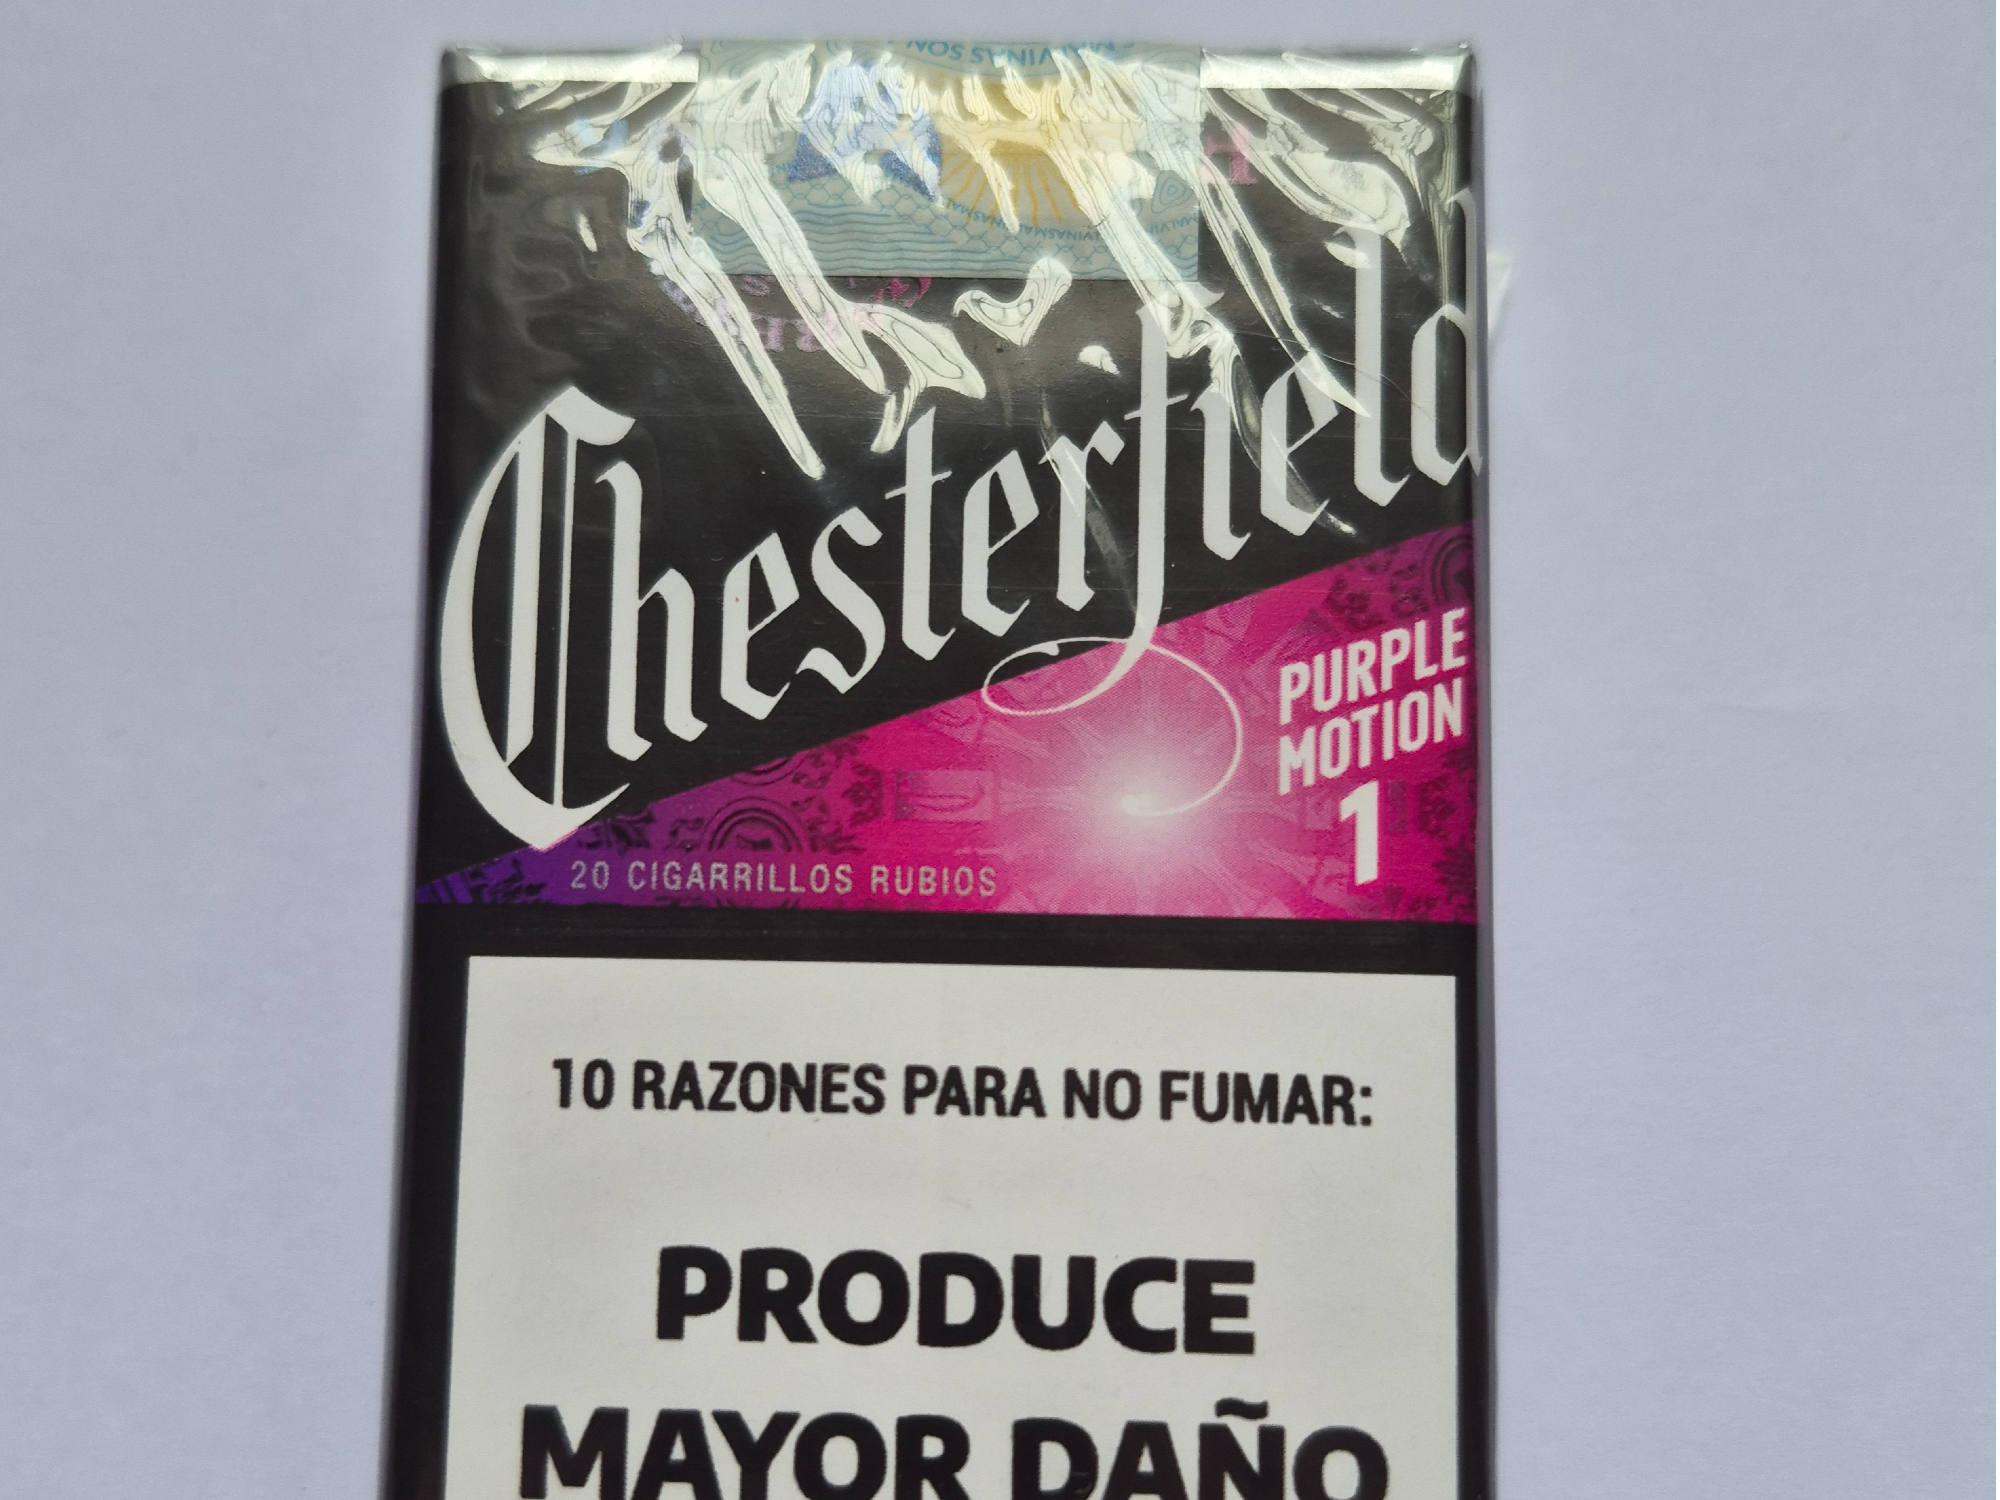 Chesterfield
PURPLE
MOTION
1
20 CIGARRILLOS RUBIOS
10 RAZONES PARA NO FUMAR:
PRODUCE
MAYOR DAÑO